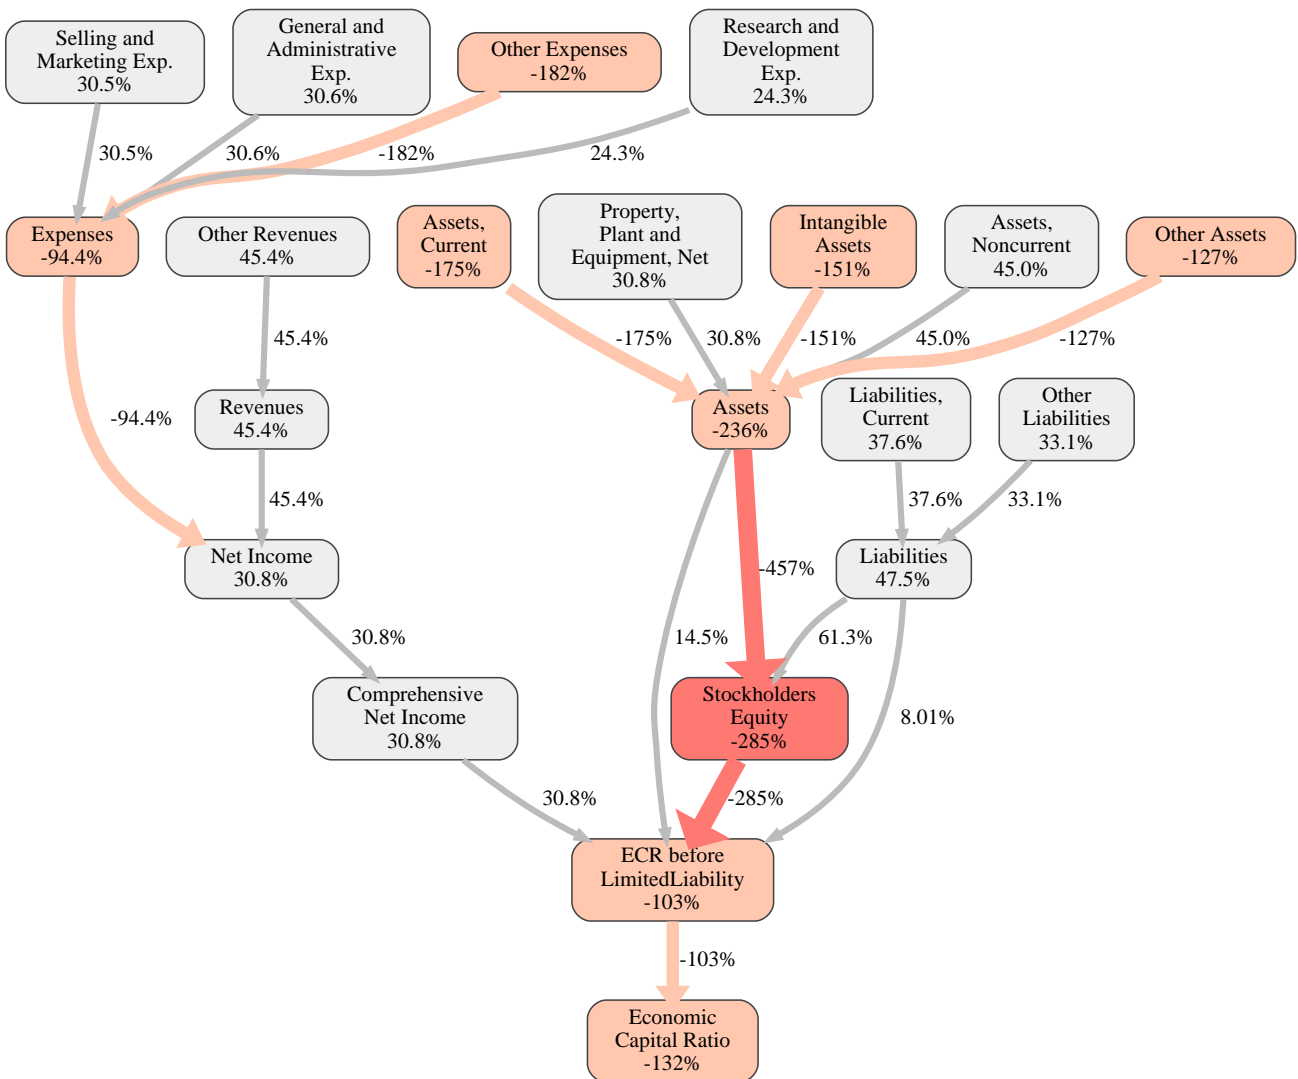 Selling and
Marketing Exp.
30.5%
General and
Administrative
Exp.
30.6%
Other Expenses
-182%
Research and
Development
Exp.
24.3%
30.5%
30.6%
-182%
24.3%
Expenses
-94.4%
Other Revenues
45.4%
Assets,
Current
-175%
Property,
Plant and
Equipment, Net
30.8%
Intangible
Assets
-151%
Assets,
Noncurrent
45.0%
Other Assets
-127%
45.4%
-175%
30.8%
-151%
45.0%
-127%
-94.4%
Revenues
45.4%
Assets
-236%
Liabilities,
Current
37.6%
Other
Liabilities
33.1%
45.4%
37.6%
33.1%
Net Income
30.8%
-457%
Liabilities
47.5%
30.8%
14.5%
61.3%
8.01%
Comprehensive
Net Income
30.8%
Stockholders
Equity
-285%
30.8%
-285%
ECR before
LimitedLiability
-103%
-103%
Economic
Capital Ratio
-132%